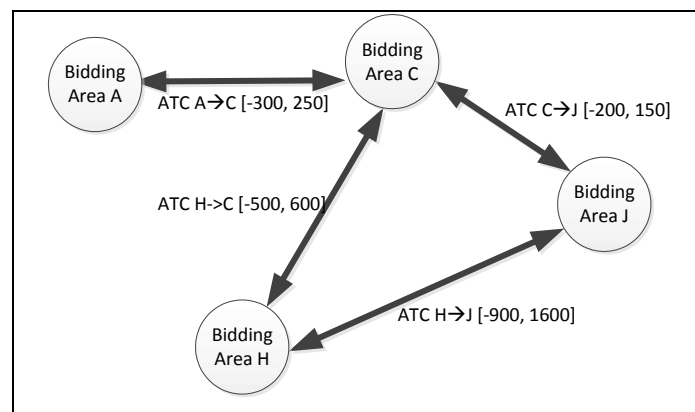 Bidding
Area A
Bidding
Area C
ATC A→C [-300, 250]
ATC C→J [-200, 150]
ATC H->C [-500, 600]
Bidding
Area J
ATC H→J [-900, 1600]
Bidding
Area H